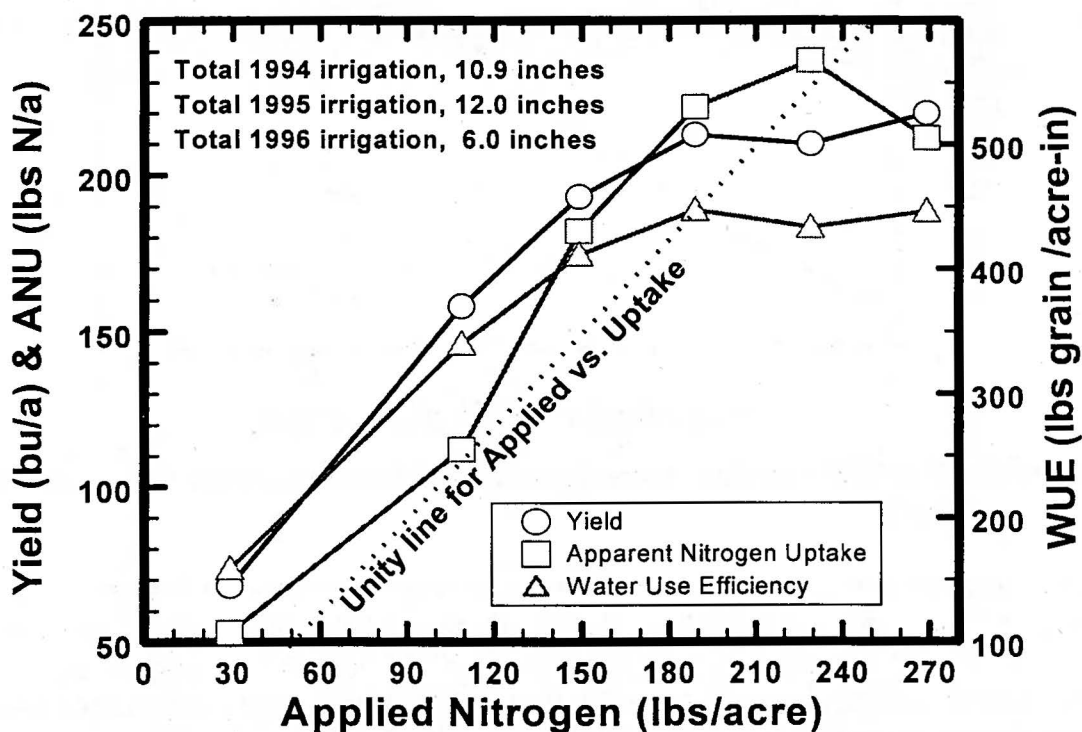 Total 1994 irrigation, 10.9 inches
Total 1995 irrigation, 12.0 inches
Total 1996 irrigation, 6.0 inches
Yield (bu/a) & ANU (lbs N/a)
250
200
150
100
50
WUE (lbs grain /acre-in)
500
400
300
200
100
Unity line for Applied vs. Uptake
Yield
Apparent Nitrogen Uptake
Water Use Efficiency
0 30 60 90 120 150 180 210 240 270
Applied Nitrogen (lbs/acre)